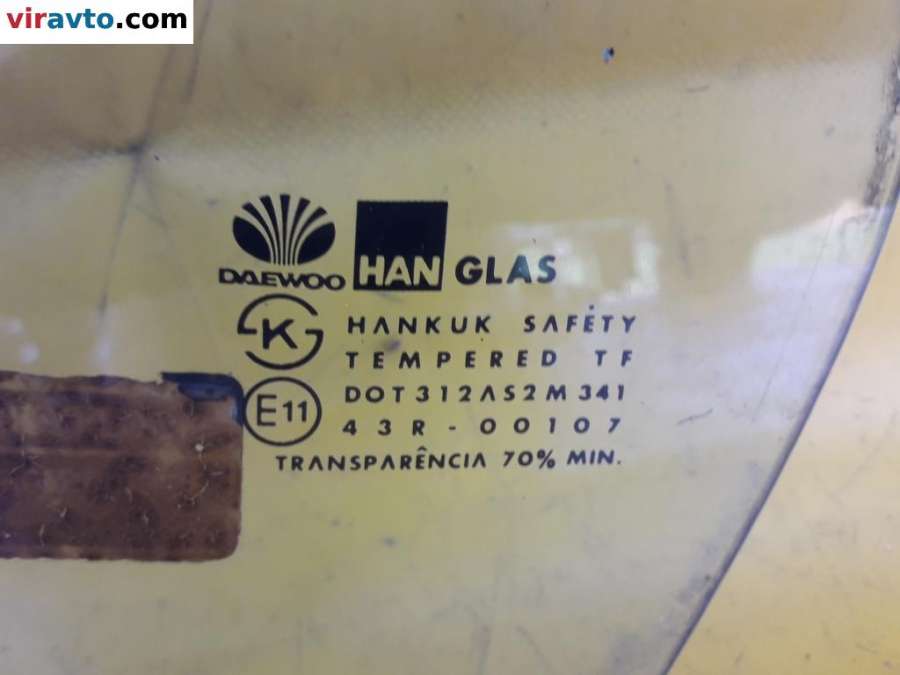 viravto.com
DAEWOO HAN GLAS
K HANKUK SAFETY
TEMPERED TF
E11 DOT312AS2M341
43R-00107
TRANSPARÊNCIA 70% MIN.